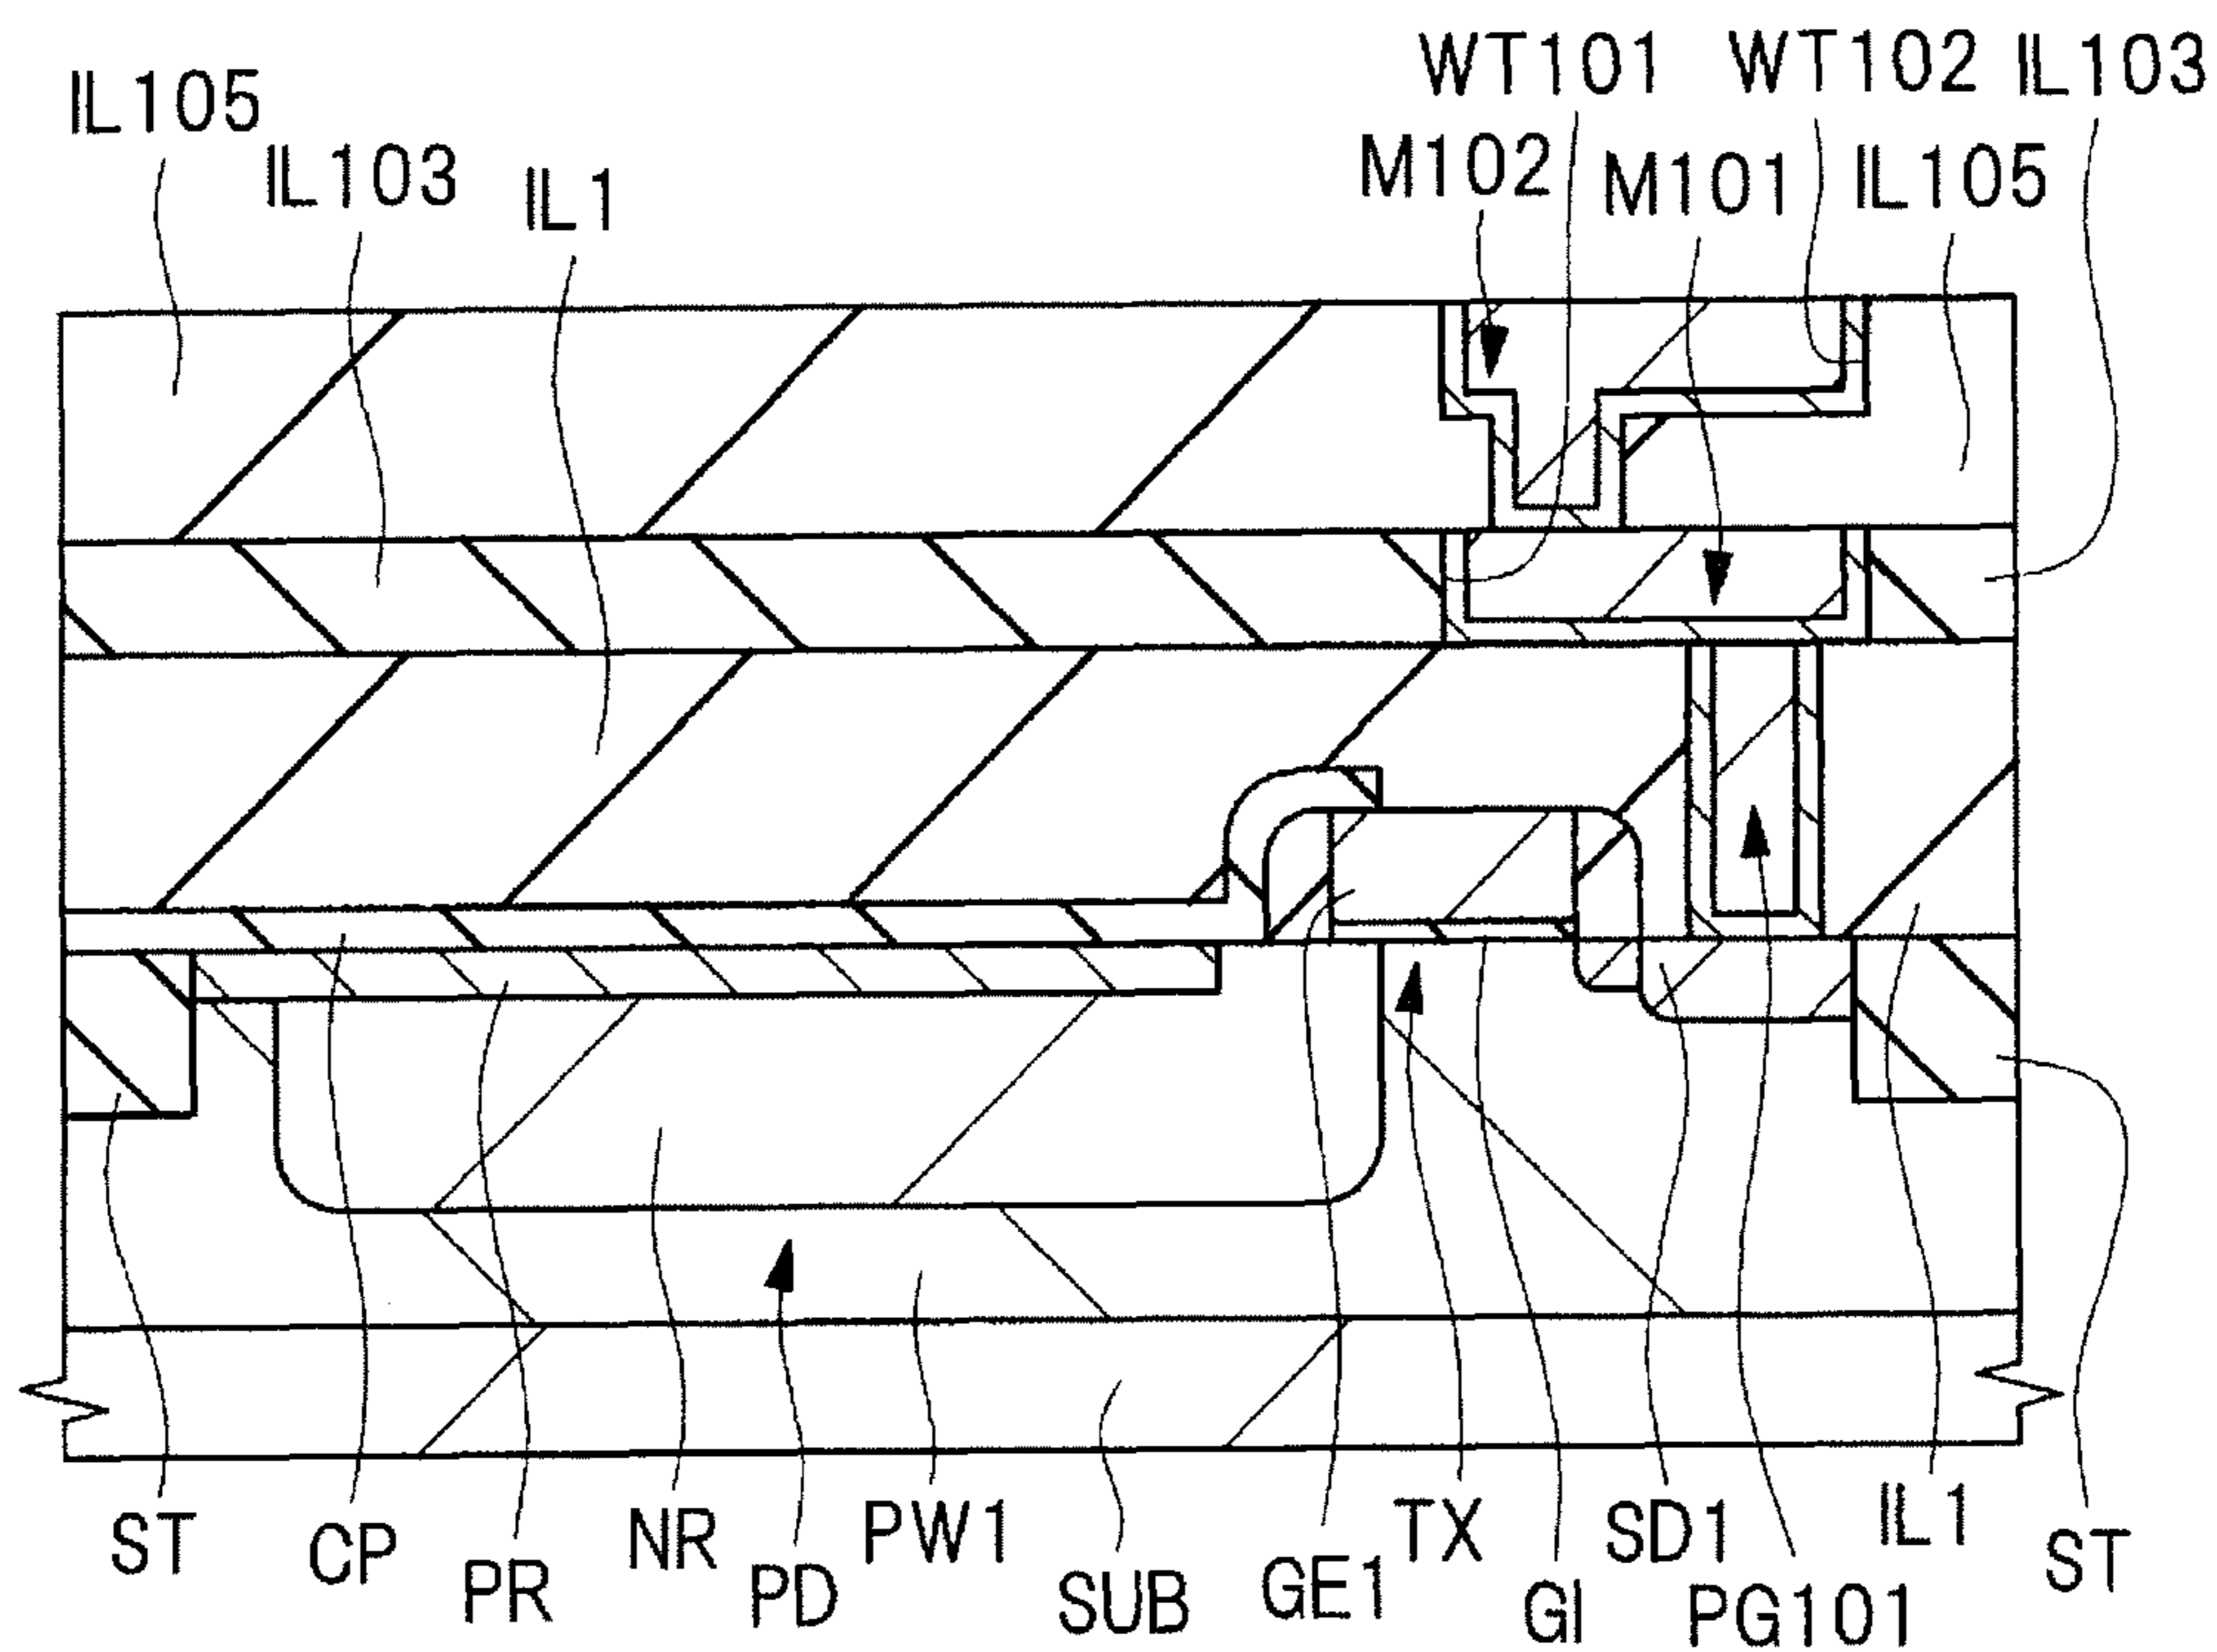 WT101 WT102 IL103
IL105 M102 M101 IL105
IL103 IL1
ST CP PR NR PD PW1 SUB GE1 TX GI SD1 PG101 IL1 ST